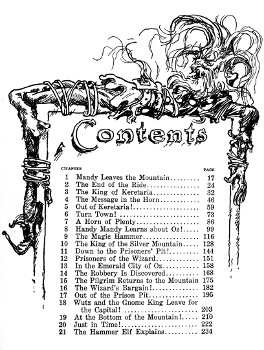 Contents
CHAPTER PAGE
1 Mandy Leaves the Mountain........ 17
2 The End of the Ride............. 24
3 The King of Keretaria............ 32
4 The Message in the Horn.......... 46
5 Out of Keretaria!................ 59
6 Turn Town!...................... 73
7 A Horn of Plenty................. 86
8 Handy Mandy Learns about Oz!..... 99
9 The Magic Hammer................ 116
10 The King of the Silver Mountain... 128
11 Down to the Prisoners' Pit!....... 144
12 Prisoners of the Wizard........... 151
13 In the Emerald City of Oz......... 158
14 The Robbery Is Discovered......... 168
15 The Pilgrim Returns to the Mountain 175
16 The Wizard's Bargain!............ 182
17 Out of the Prison Pit............. 195
18 Wutz and the Gnome King Leave for
the Capital!................... 203
19 At the Bottom of the Mountain!.... 210
20 Just in Time!.................... 222
21 The Hammer Elf Explains.......... 234